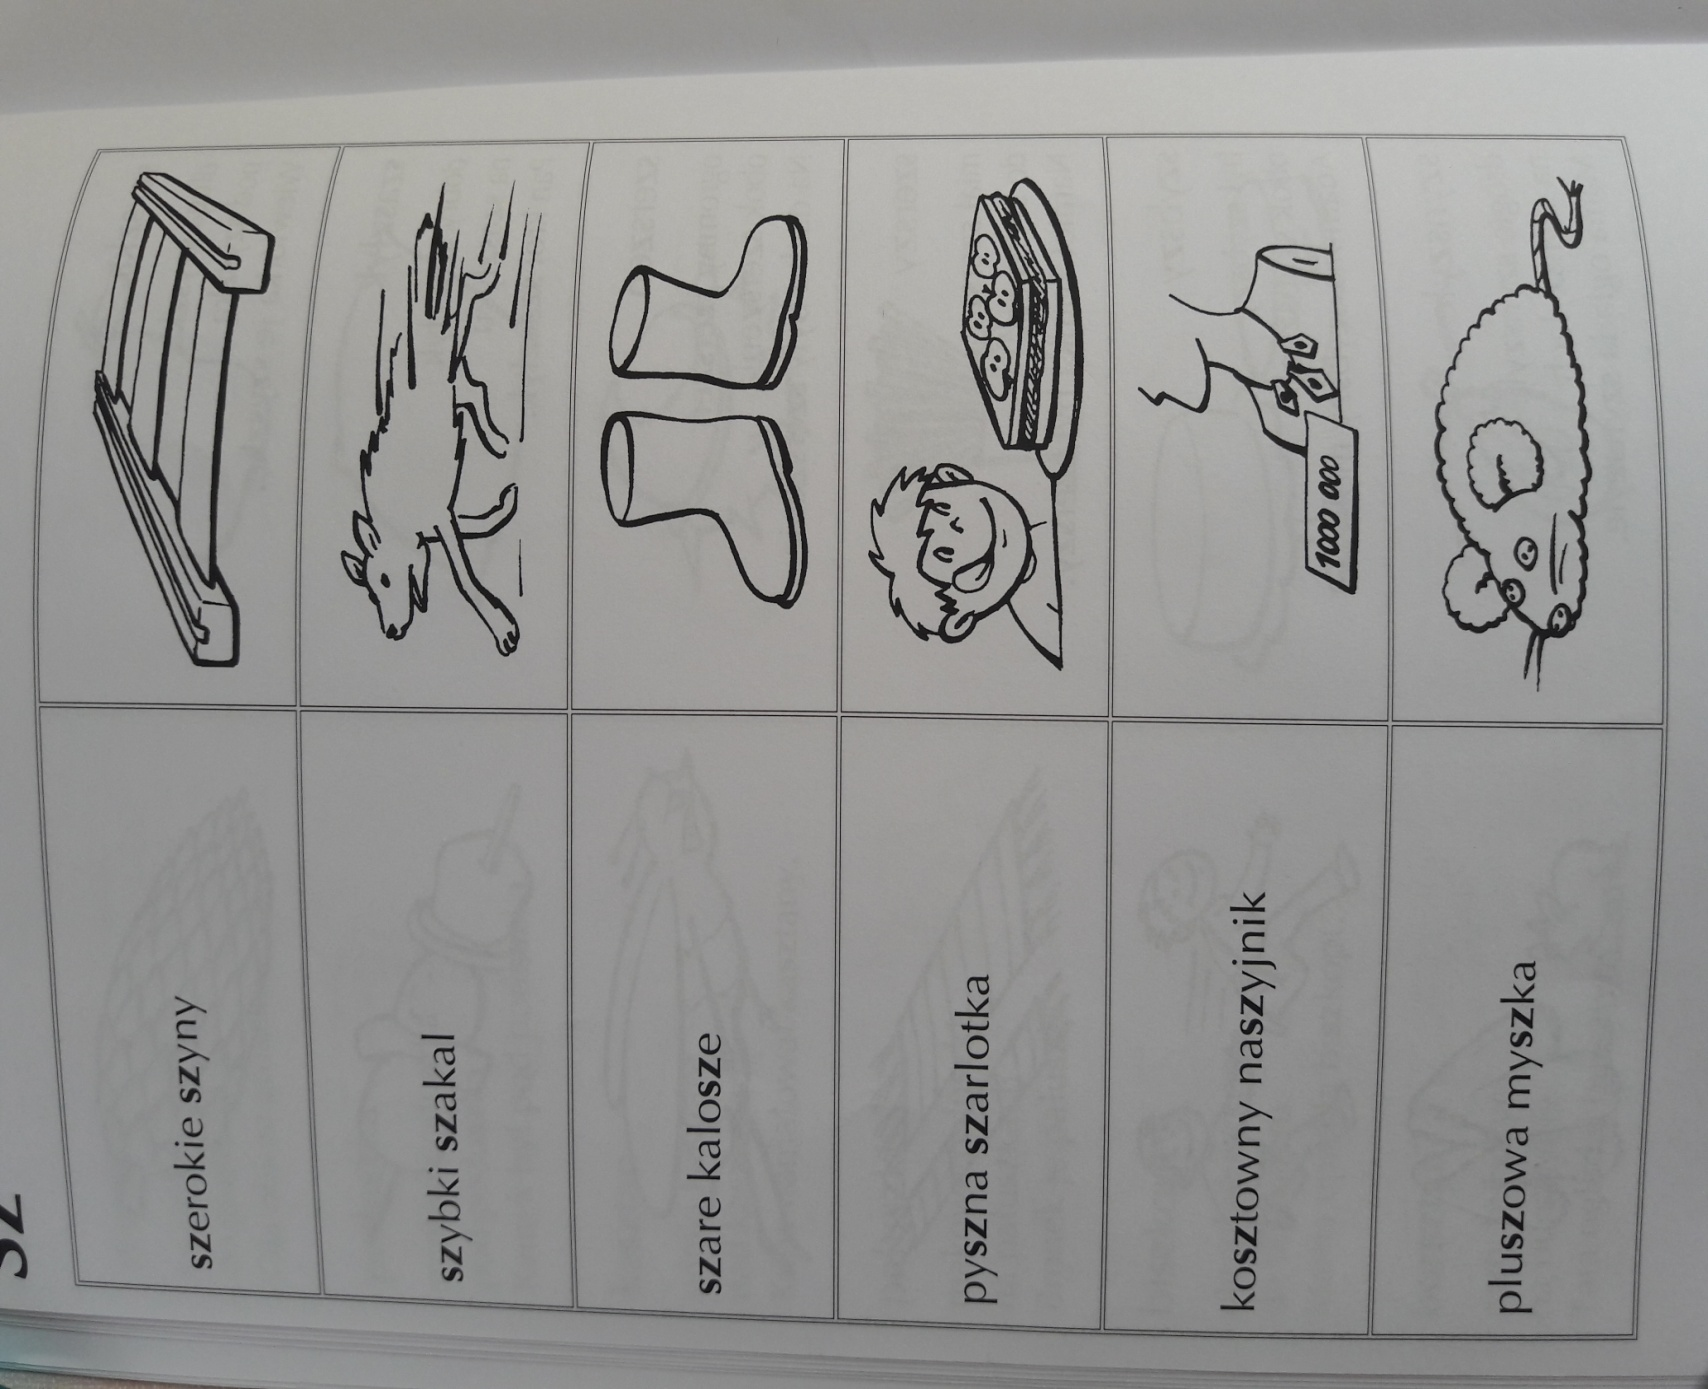 sz
szerokie szyny
szybki szakal
szare kalosze
pyszna szarlotka
kosztowny naszyjnik
1000 000
pluszowa myszka